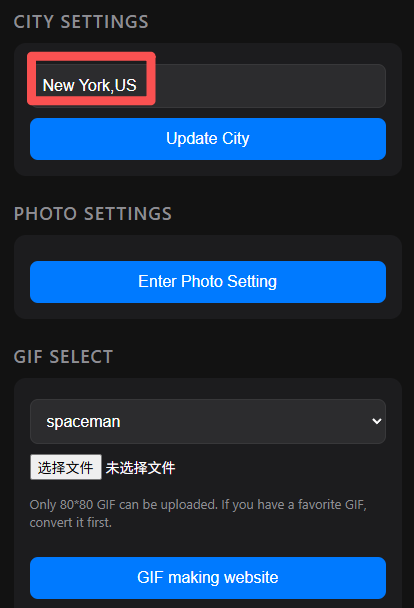 CITY SETTINGS
New York,US
Update City
PHOTO SETTINGS
Enter Photo Setting
GIF SELECT
spaceman
选择文件 未选择文件
Only 80*80 GIF can be uploaded. If you have a favorite GIF,
convert it first.
GIF making website